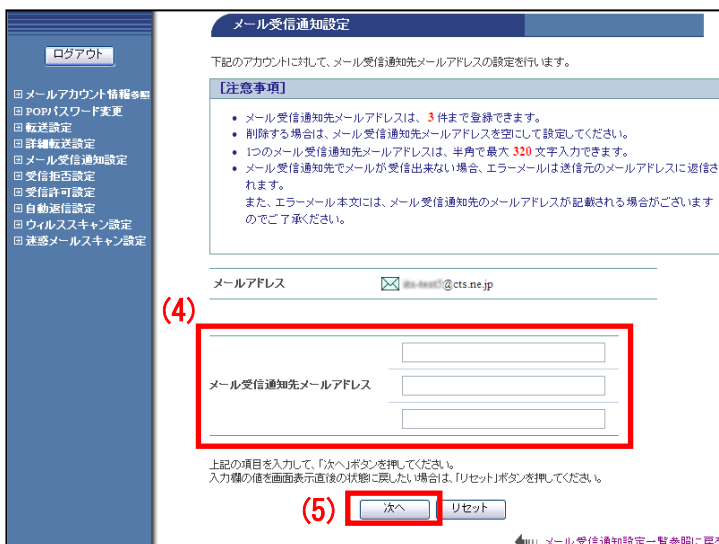 メール受信通知設定
ログアウト
下記のアカウントに対して、メール受信通知先メールアドレスの設定を行います。
[注意事項]
メールアカウント情報参照
POPパスワード変更
転送設定
詳細転送設定
メール受信通知設定
受信拒否設定
受信許可設定
自動返信設定
ウィルススキャン設定
迷惑メールスキャン設定
• メール受信通知先メールアドレスは、3件まで登録できます。
• 削除する場合は、メール受信通知先メールアドレスを空にして設定してください。
• 1つのメール受信通知先メールアドレスは、半角で最大 320 文字入力できます。
• メール受信通知先でメールが受信出来ない場合、エラーメールは送信元のメールアドレスに返信さ
れます。
また、エラーメール本文には、メール受信通知先のメールアドレスが記載される場合がございます
のでご了承ください。
メールアドレス
@cts.ne.jp
(4)
メール受信通知先メールアドレス
上記の項目を入力して、「次へ」ボタンを押してください。
入力欄の値を画面表示直後の状態に戻したい場合は、「リセット」ボタンを押してください。
(5)
次へ
リセット
メール受信通知設定一覧参照に戻る